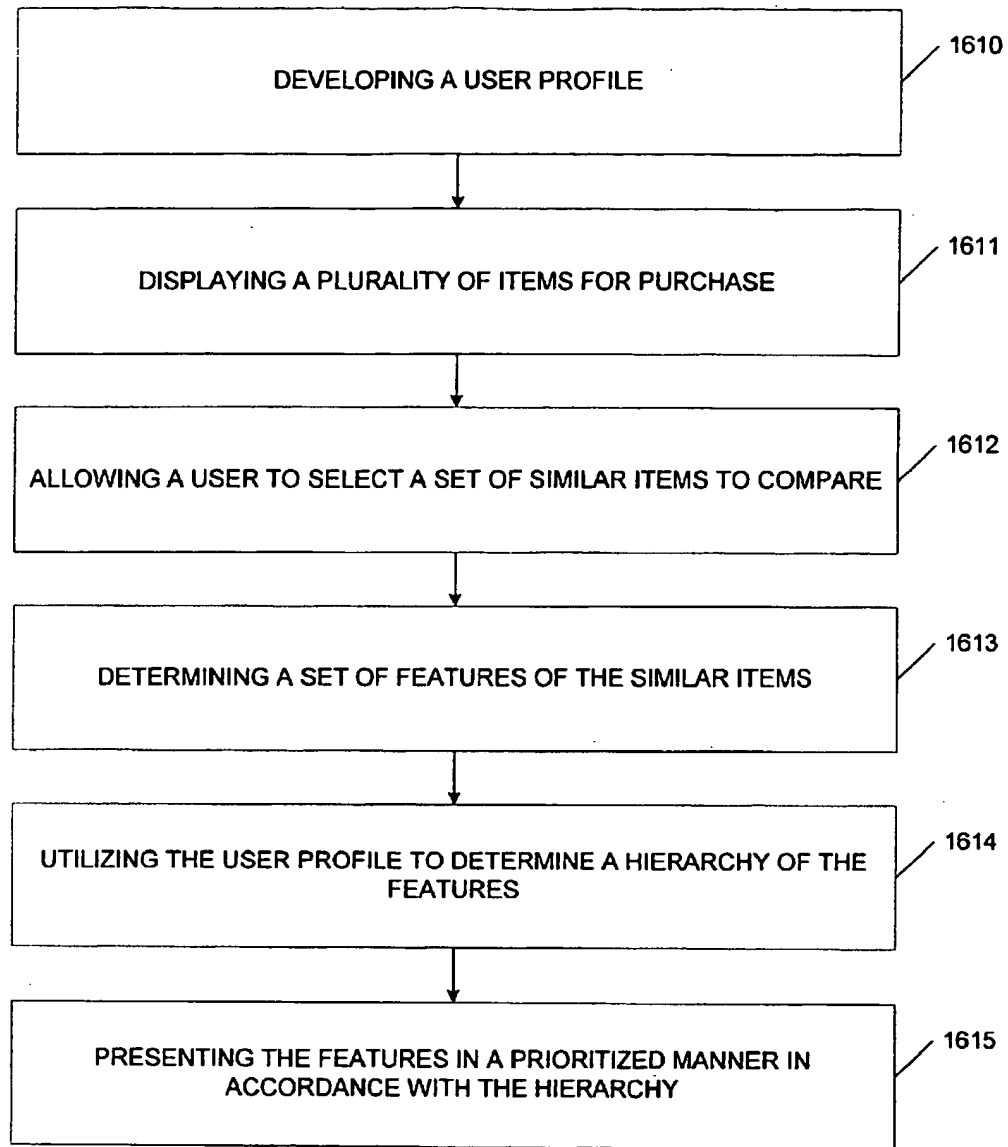 DEVELOPING A USER PROFILE
1610
DISPLAYING A PLURALITY OF ITEMS FOR PURCHASE
1611
ALLOWING A USER TO SELECT A SET OF SIMILAR ITEMS TO COMPARE
1612
DETERMINING A SET OF FEATURES OF THE SIMILAR ITEMS
1613
UTILIZING THE USER PROFILE TO DETERMINE A HIERARCHY OF THE
FEATURES
1614
PRESENTING THE FEATURES IN A PRIORITIZED MANNER IN
ACCORDANCE WITH THE HIERARCHY
1615